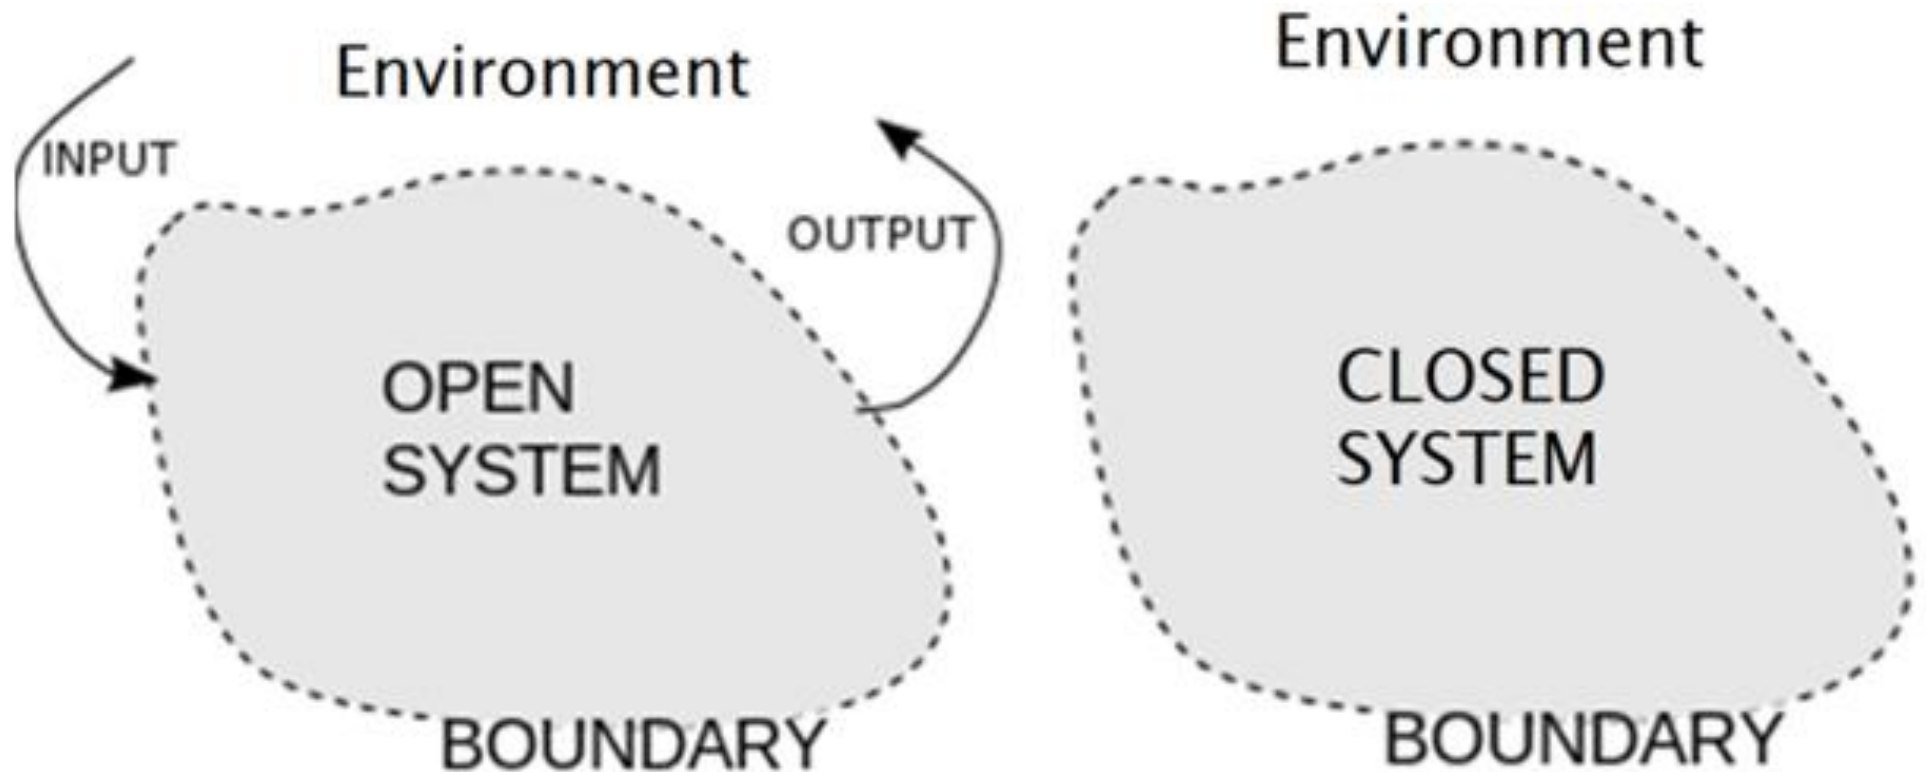 Environment
INPUT
OUTPUT
OPEN
SYSTEM
BOUNDARY
Environment
CLOSED
SYSTEM
BOUNDARY